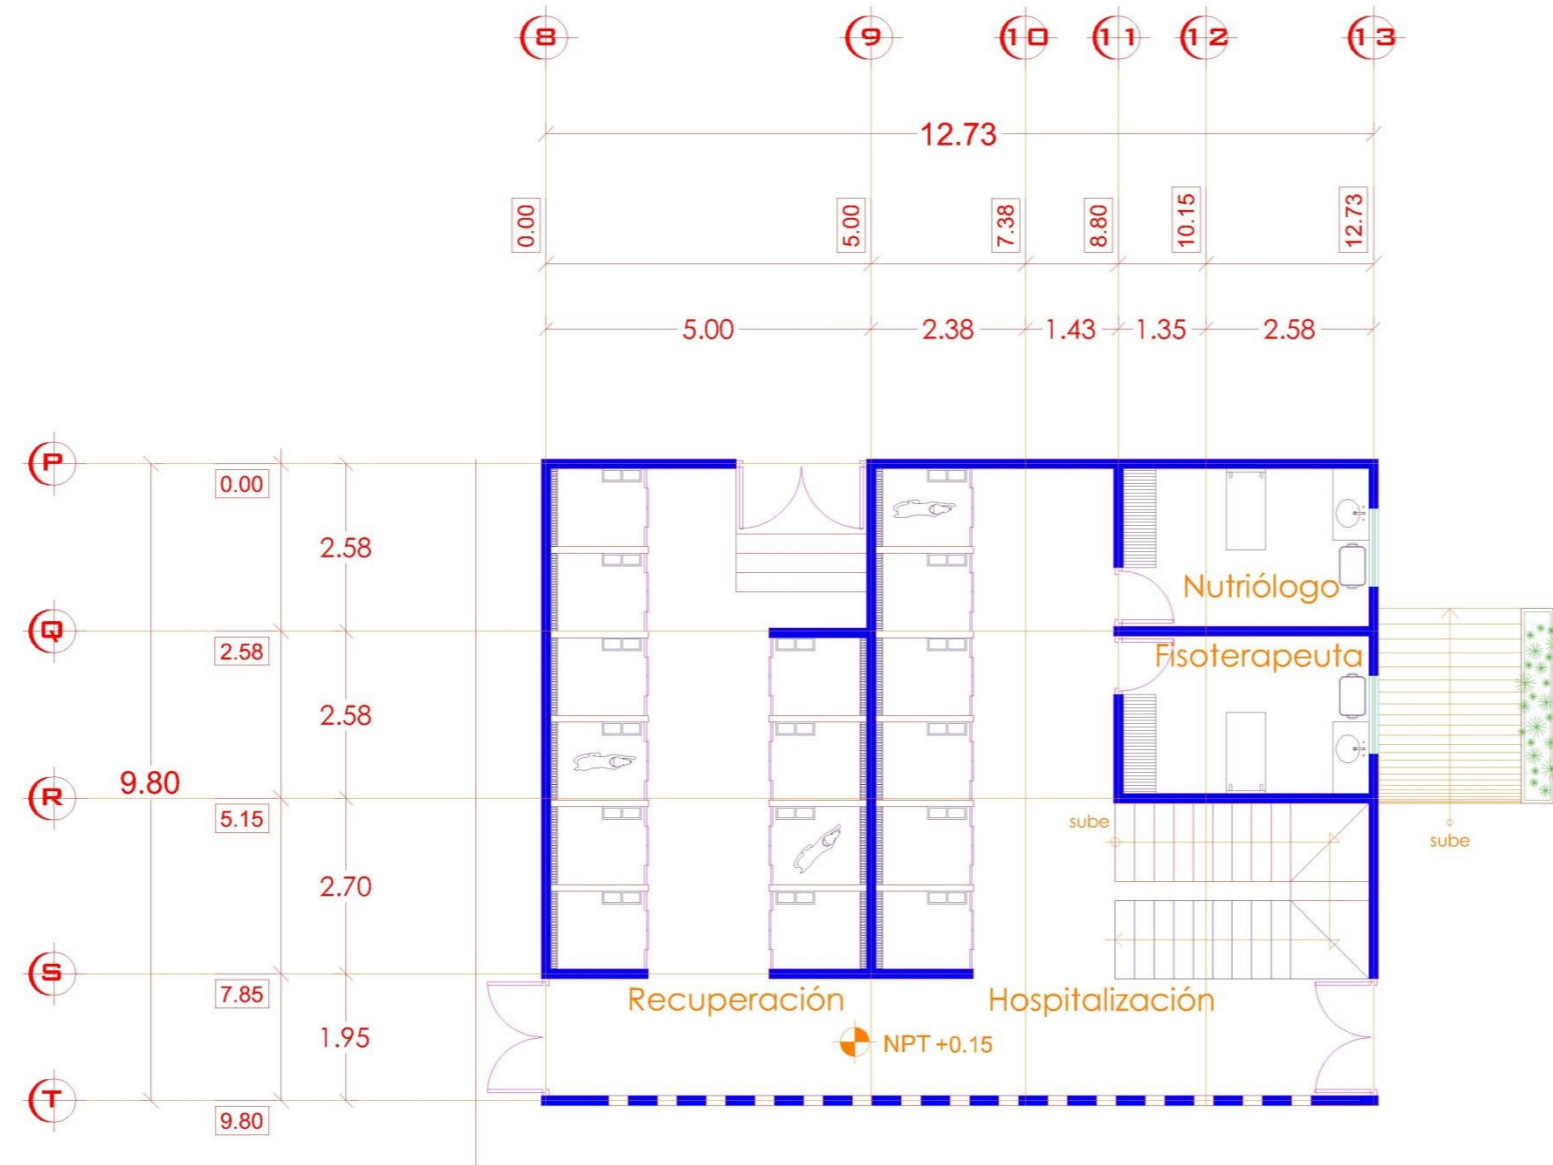 8 9 10 11 12 13
12.73
0.00 5.00 7.38 8.80 10.15 12.73
5.00 2.38 1.43 1.35 2.58
P
0.00
2.58
Q
2.58
2.58
9.80
R
5.15
2.70
S
7.85
1.95
T
9.80
Nutriólogo
Fisoterapeuta
sube
sube
Recuperación
Hospitalización
NPT +0.15